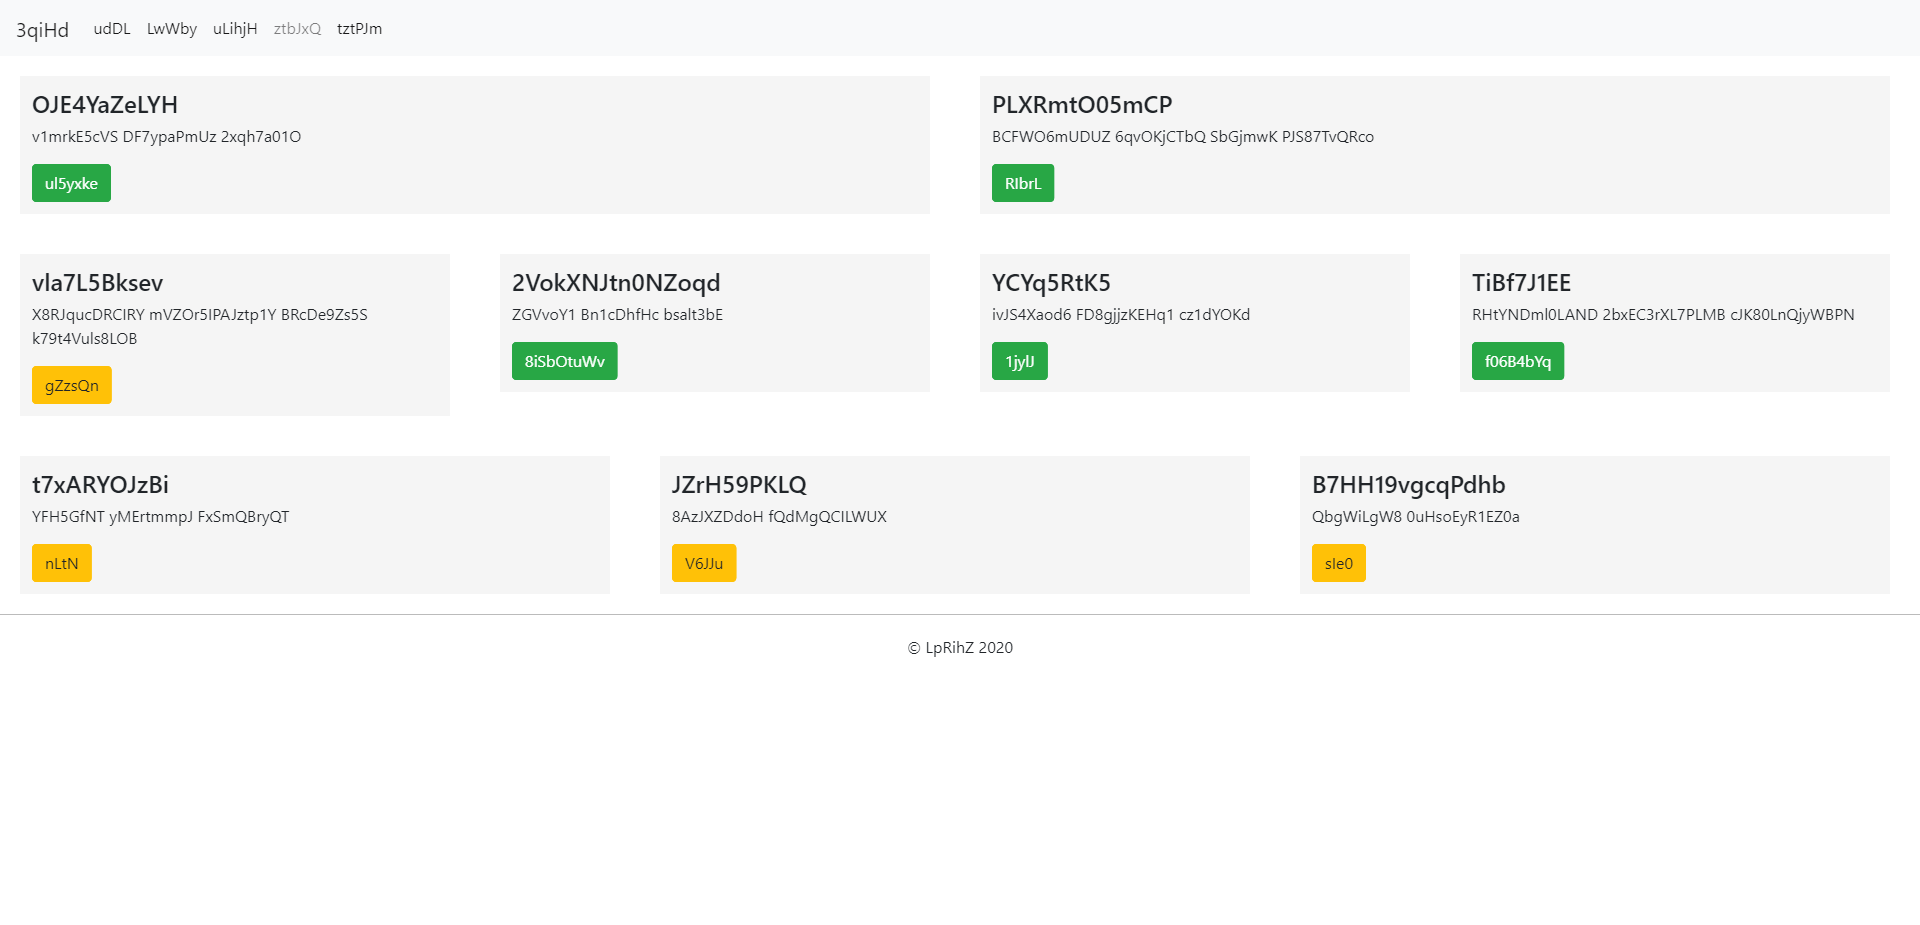 3qiHd udDL LwWby uLihjH ztbJxQ tztPJm
OJE4YaZeLYH
v1mrkE5cVS DF7ypaPmUz 2xqh7a01O
ul5yxke
PLXRmtO05mCP
BCFWO6mUDUZ 6qvOKjCTbQ SbGjmwK PJS87TvQRco
RIbrL
vla7L5Bksev
X8RJqucDRCIRY mVZOr5IPAJztp1Y BRcDe9Zs5S
k79t4Vuls8LOB
gZzsQn
2VokXNJtn0NZoqd
ZGVvoY1 Bn1cDhfHc bsalt3bE
8iSbOtuWv
YCYq5RtK5
ivJS4Xaod6 FD8gjjzKEHq1 cz1dYOKd
1jylJ
TiBf7J1EE
RHtYNDml0LAND 2bxEC3rXL7PLMB cJK80LnQjyWBPN
f06B4bYq
t7xARYOJzBi
YFH5GfNT yMErtmmpJ FxSmQBryQT
nLtN
JZrH59PKLQ
8AzJXZDdoH fQdMgQCILWUX
V6JJu
B7HH19vgcqPdhb
QbgWiLgW8 0uHsoEyR1EZ0a
sIe0
© LpRihZ 2020